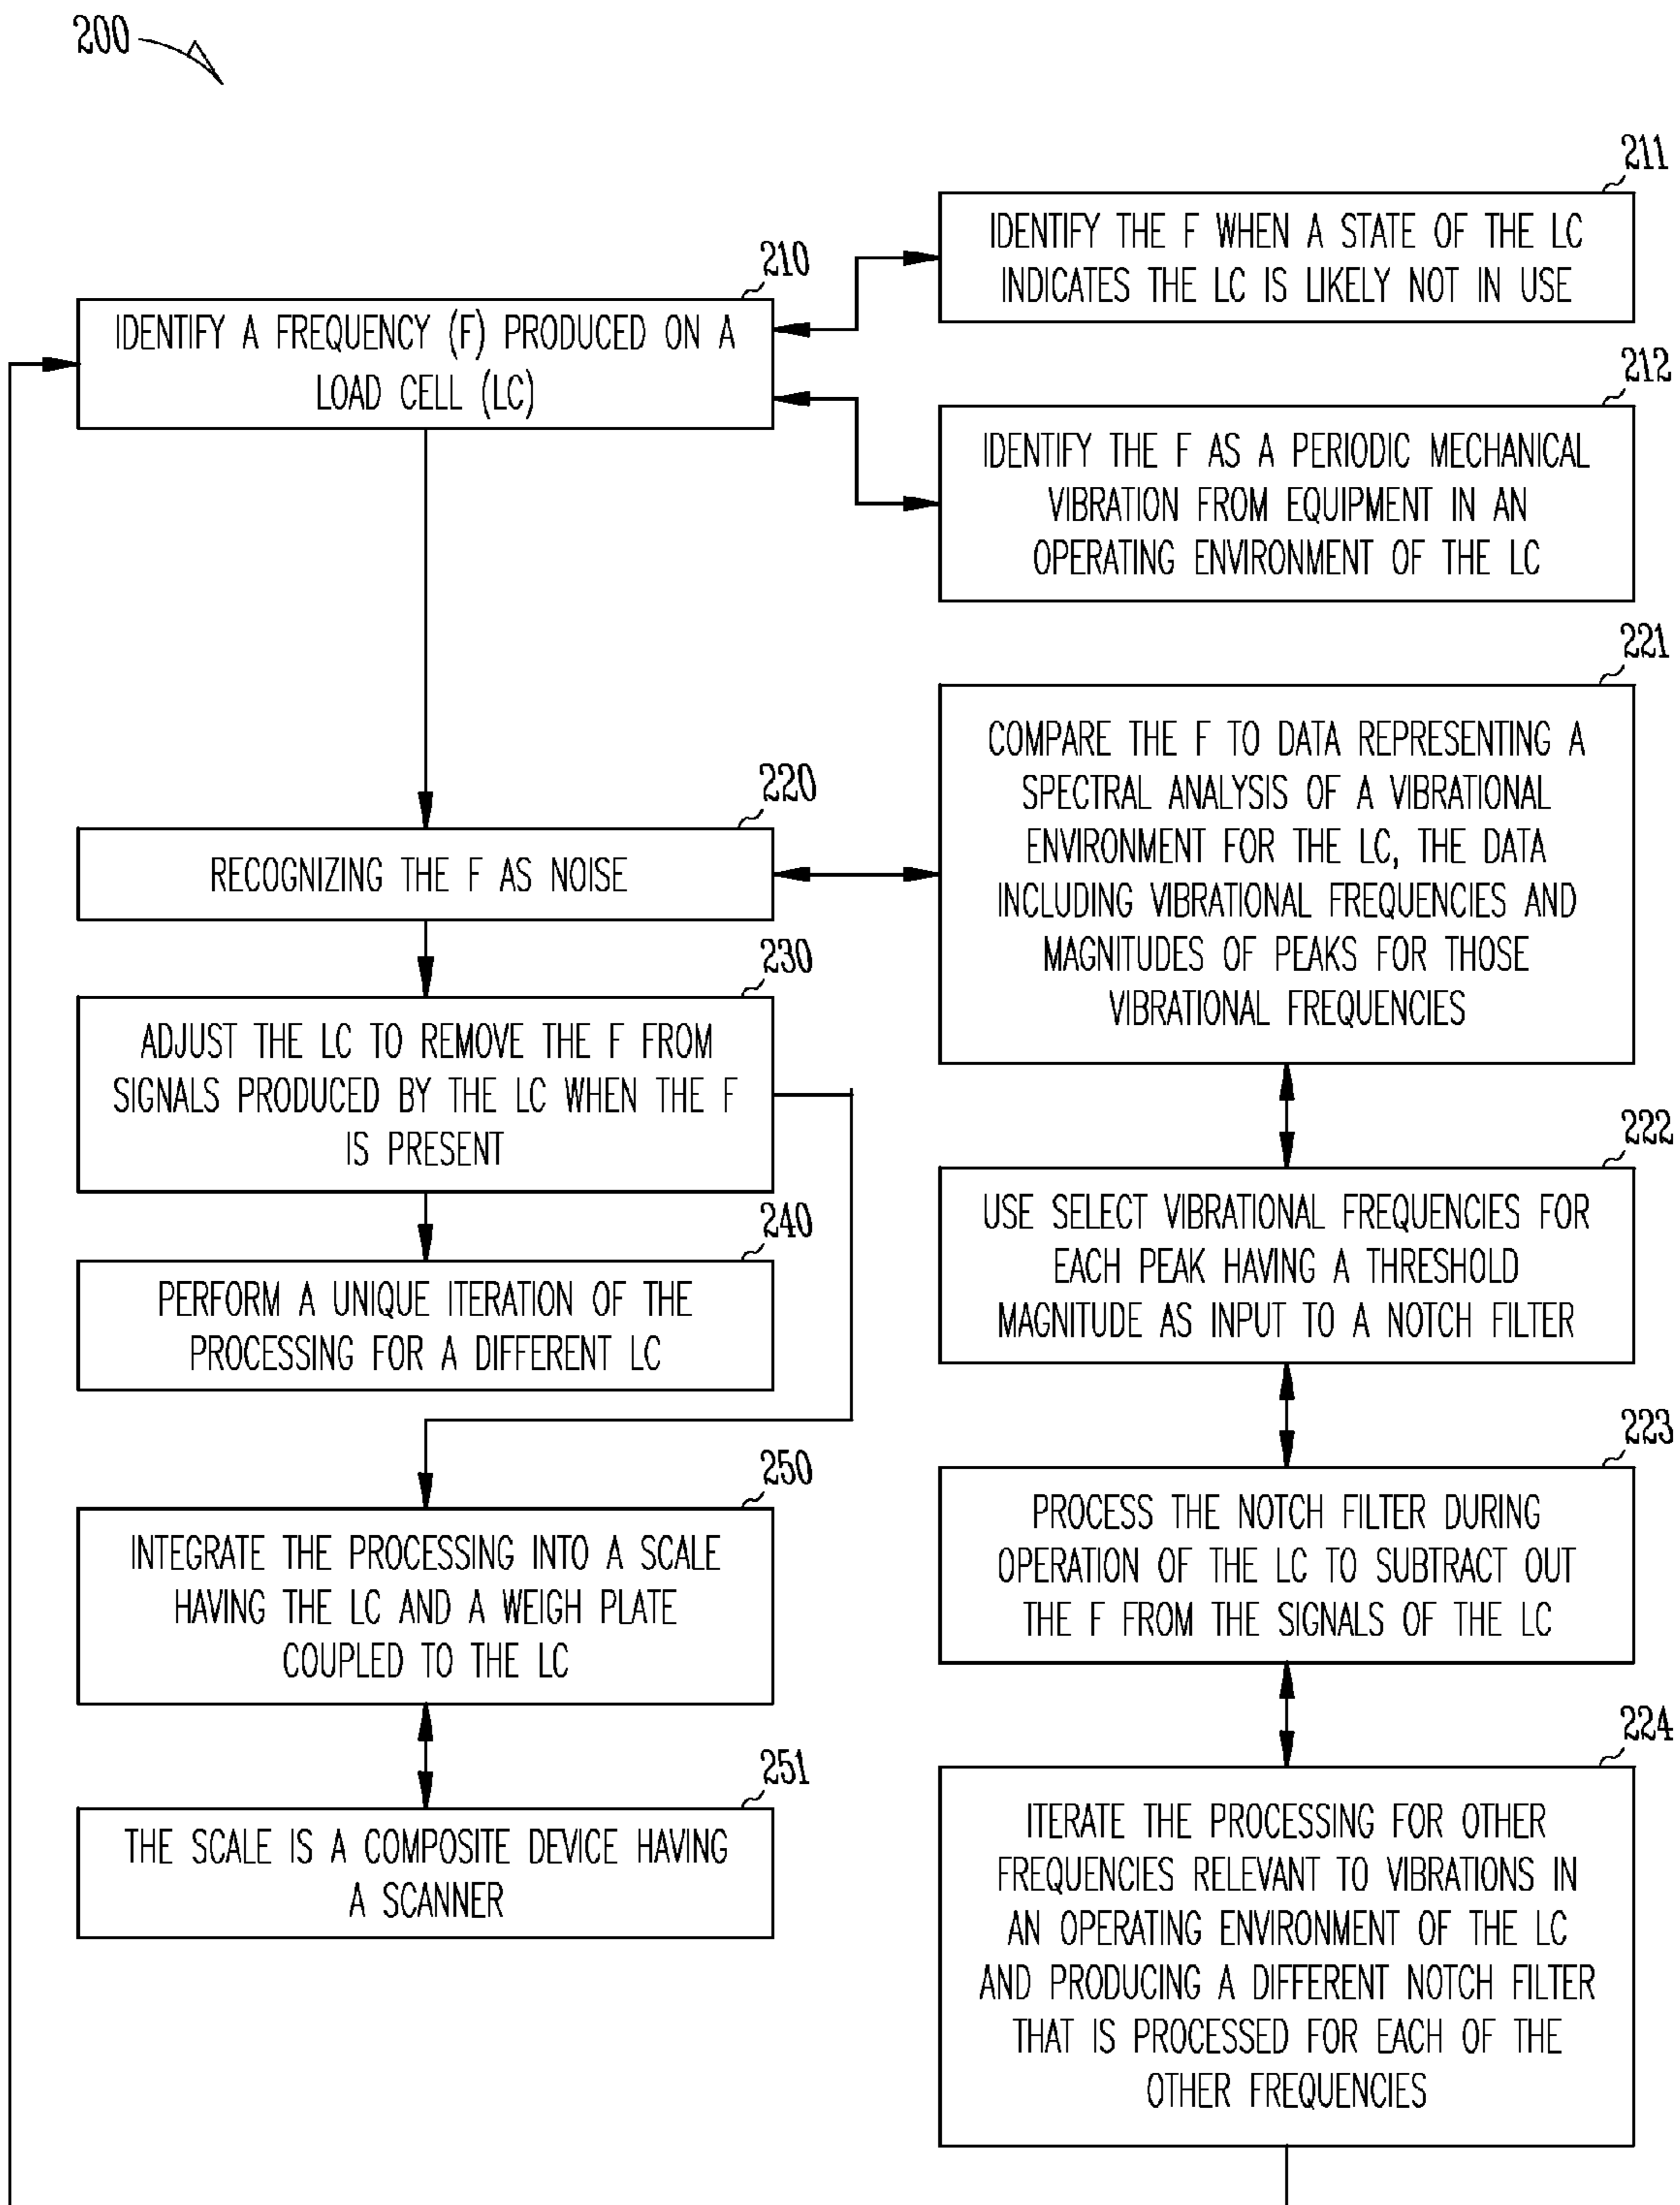 200
211
IDENTIFY THE F WHEN A STATE OF THE LC
INDICATES THE LC IS LIKELY NOT IN USE
210
IDENTIFY A FREQUENCY (F) PRODUCED ON A
LOAD CELL (LC)
212
IDENTIFY THE F AS A PERIODIC MECHANICAL
VIBRATION FROM EQUIPMENT IN AN
OPERATING ENVIRONMENT OF THE LC
221
COMPARE THE F TO DATA REPRESENTING A
SPECTRAL ANALYSIS OF A VIBRATIONAL
ENVIRONMENT FOR THE LC, THE DATA
INCLUDING VIBRATIONAL FREQUENCIES AND
MAGNITUDES OF PEAKS FOR THOSE
VIBRATIONAL FREQUENCIES
220
RECOGNIZING THE F AS NOISE
230
ADJUST THE LC TO REMOVE THE F FROM
SIGNALS PRODUCED BY THE LC WHEN THE F
IS PRESENT
222
USE SELECT VIBRATIONAL FREQUENCIES FOR
EACH PEAK HAVING A THRESHOLD
MAGNITUDE AS INPUT TO A NOTCH FILTER
240
PERFORM A UNIQUE ITERATION OF THE
PROCESSING FOR A DIFFERENT LC
223
PROCESS THE NOTCH FILTER DURING
OPERATION OF THE LC TO SUBTRACT OUT
THE F FROM THE SIGNALS OF THE LC
250
INTEGRATE THE PROCESSING INTO A SCALE
HAVING THE LC AND A WEIGH PLATE
COUPLED TO THE LC
224
ITERATE THE PROCESSING FOR OTHER
FREQUENCIES RELEVANT TO VIBRATIONS IN
AN OPERATING ENVIRONMENT OF THE LC
AND PRODUCING A DIFFERENT NOTCH FILTER
THAT IS PROCESSED FOR EACH OF THE
OTHER FREQUENCIES
251
THE SCALE IS A COMPOSITE DEVICE HAVING
A SCANNER